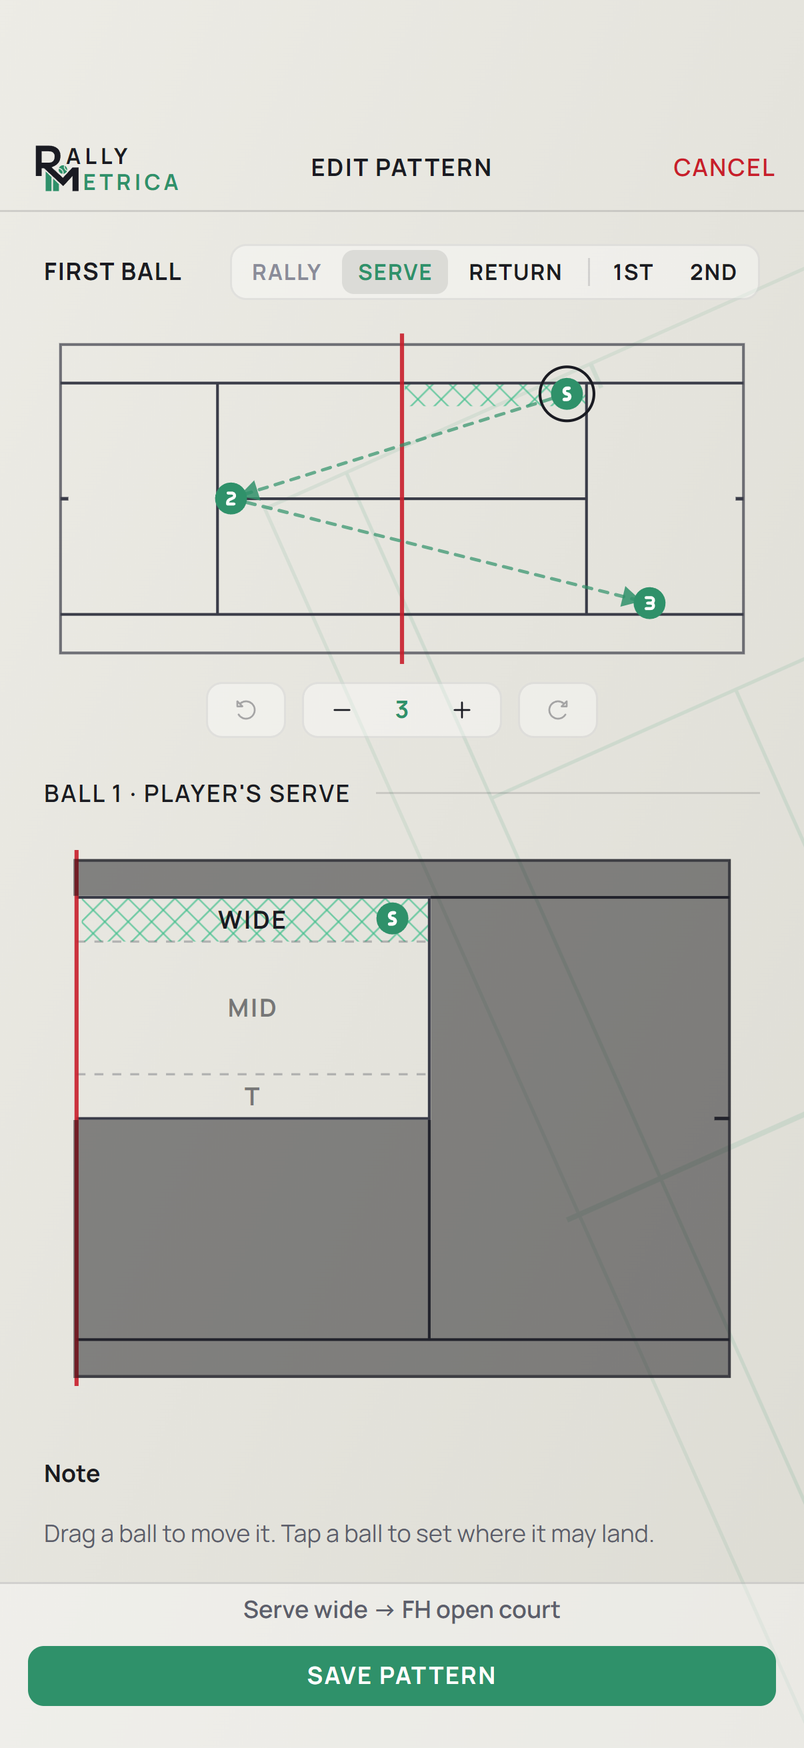 RALLY
METRICA
EDIT PATTERN
CANCEL
FIRST BALL
RALLY SERVE RETURN 1ST 2ND
S
2
3
− 3 +
BALL 1 · PLAYER'S SERVE
WIDE S
MID
T
Note
Drag a ball to move it. Tap a ball to set where it may land.
Serve wide → FH open court
SAVE PATTERN